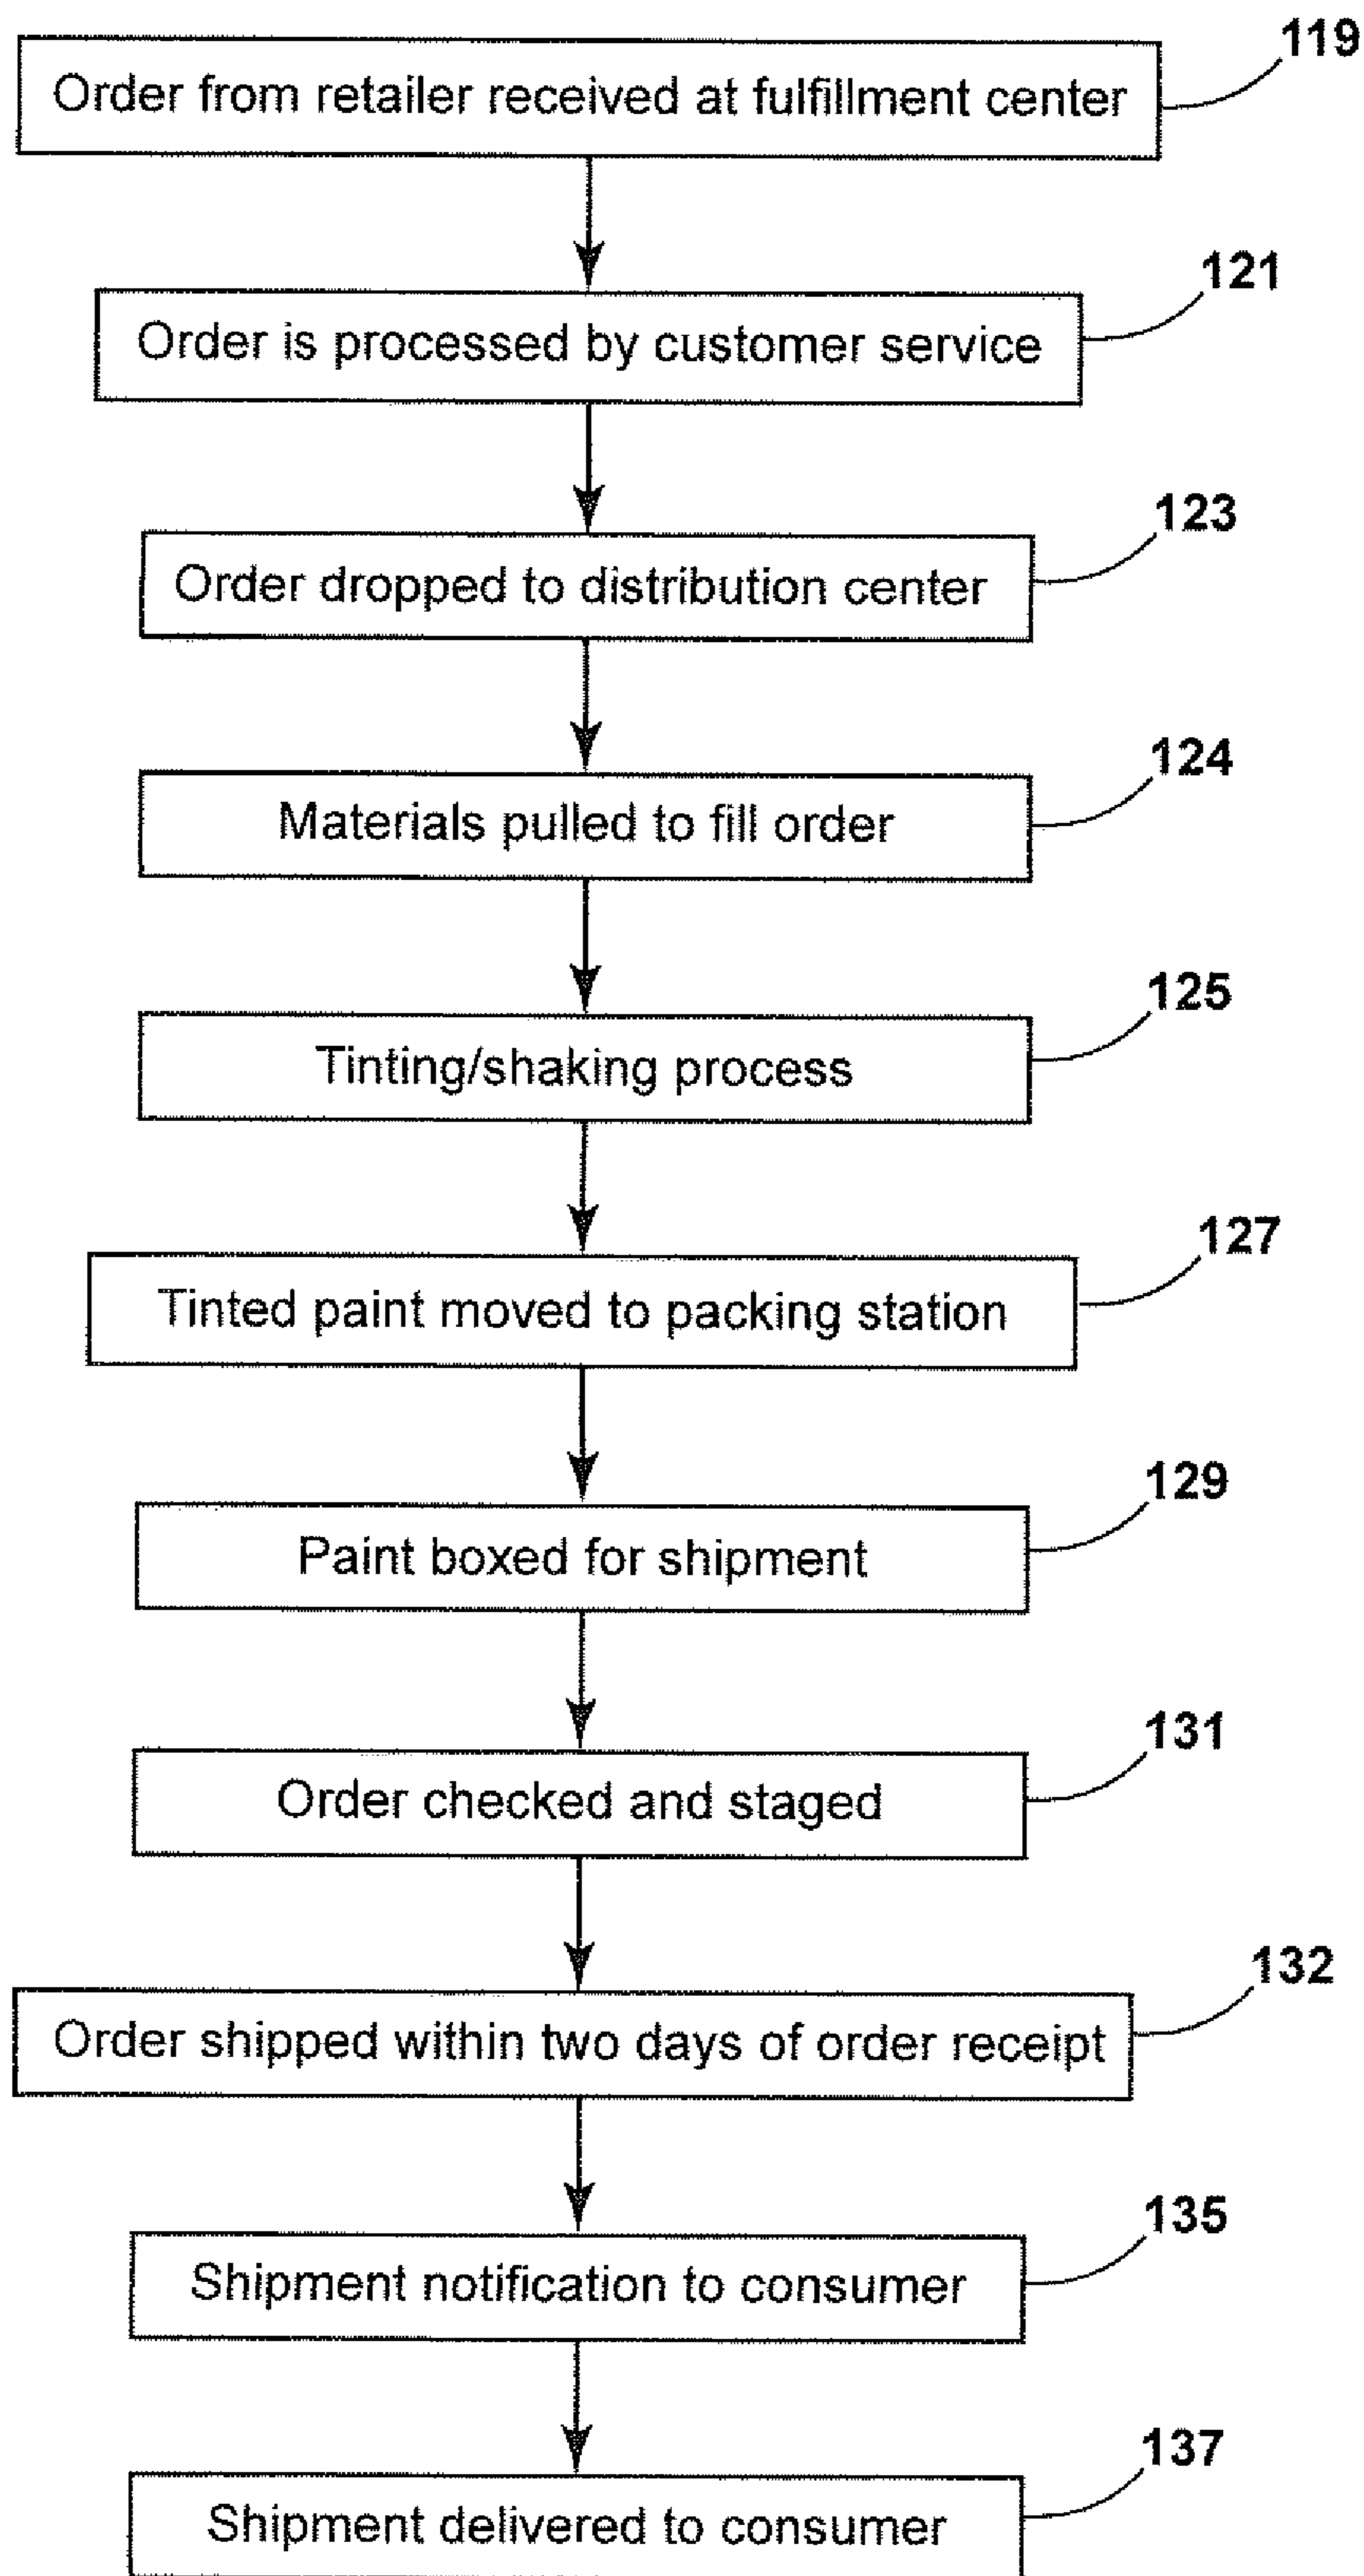 119
Order from retailer received at fulfillment center
121
Order is processed by customer service
123
Order dropped to distribution center
124
Materials pulled to fill order
125
Tinting/shaking process
127
Tinted paint moved to packing station
129
Paint boxed for shipment
131
Order checked and staged
132
Order shipped within two days of order receipt
135
Shipment notification to consumer
137
Shipment delivered to consumer